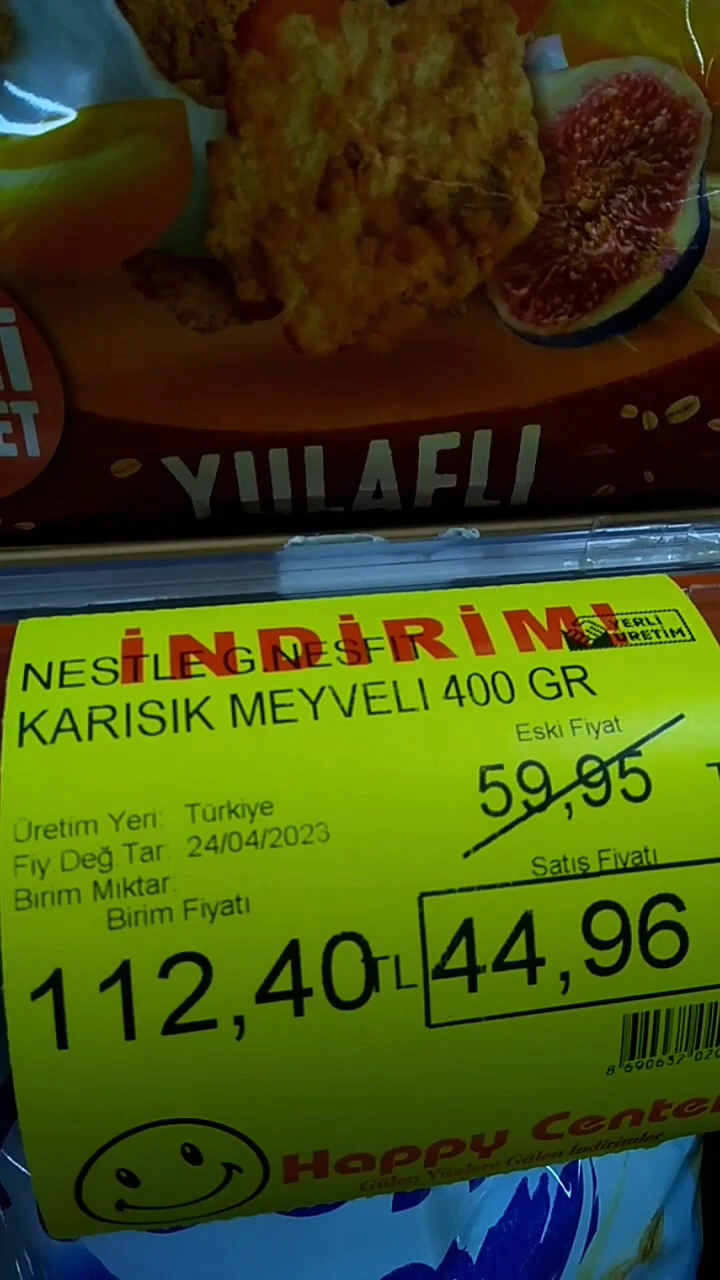 YULAFLI
İNDİRİM
YERLİ
ÜRETİM
NESTLE G.NESFIT
KARISIK MEYVELI 400 GR
Eski Fiyat
59,95
Üretim Yeri: Türkiye
Fiy Değ.Tar: 24/04/2023
Birim Miktar:
Birim Fiyatı
Satış Fiyatı
112,40 TL
44,96
8 690632 02
Happy Center
Gülen Yüzlere Gülen İndirimler